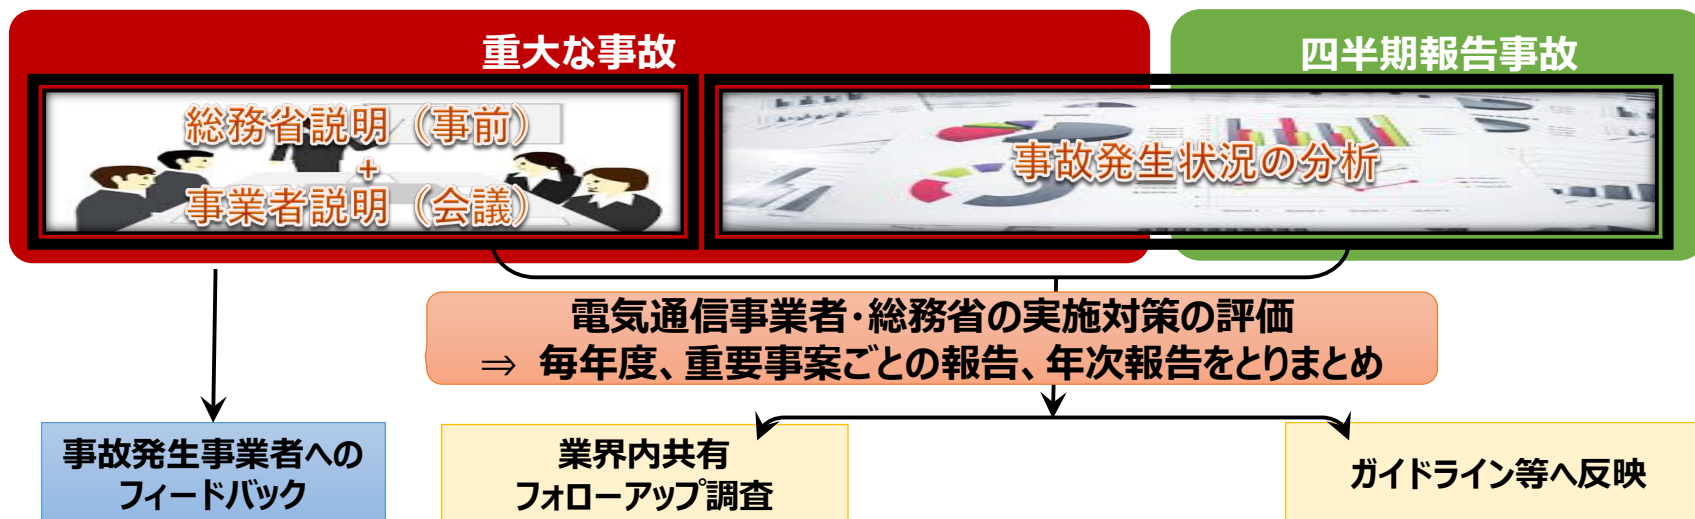 重大な事故
四半期報告事故
総務省説明（事前）
+
事業者説明（会議）
事故発生状況の分析
電気通信事業者・総務省の実施対策の評価
⇒ 毎年度、重要事案ごとの報告、年次報告をとりまとめ
事故発生事業者への
フィードバック
業界内共有
フォローアップ調査
ガイドライン等へ反映